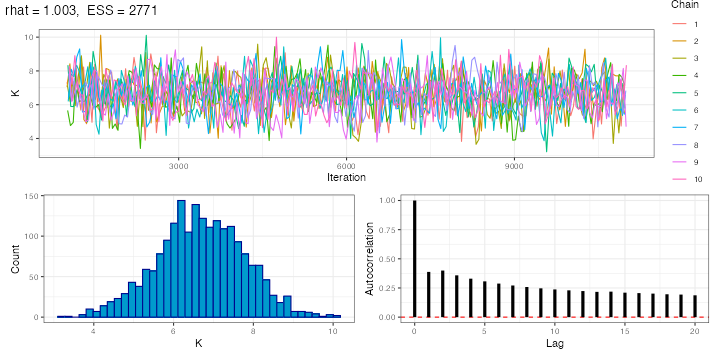 rhat = 1.003,  ESS = 2771
Chain
1
2
3
4
5
6
7
8
9
10
K
10
8
6
4
3000 6000 9000
Iteration
Count
150
100
50
0
4 6 8 10
K
Autocorrelation
1.00
0.75
0.50
0.25
0.00
0 5 10 15 20
Lag